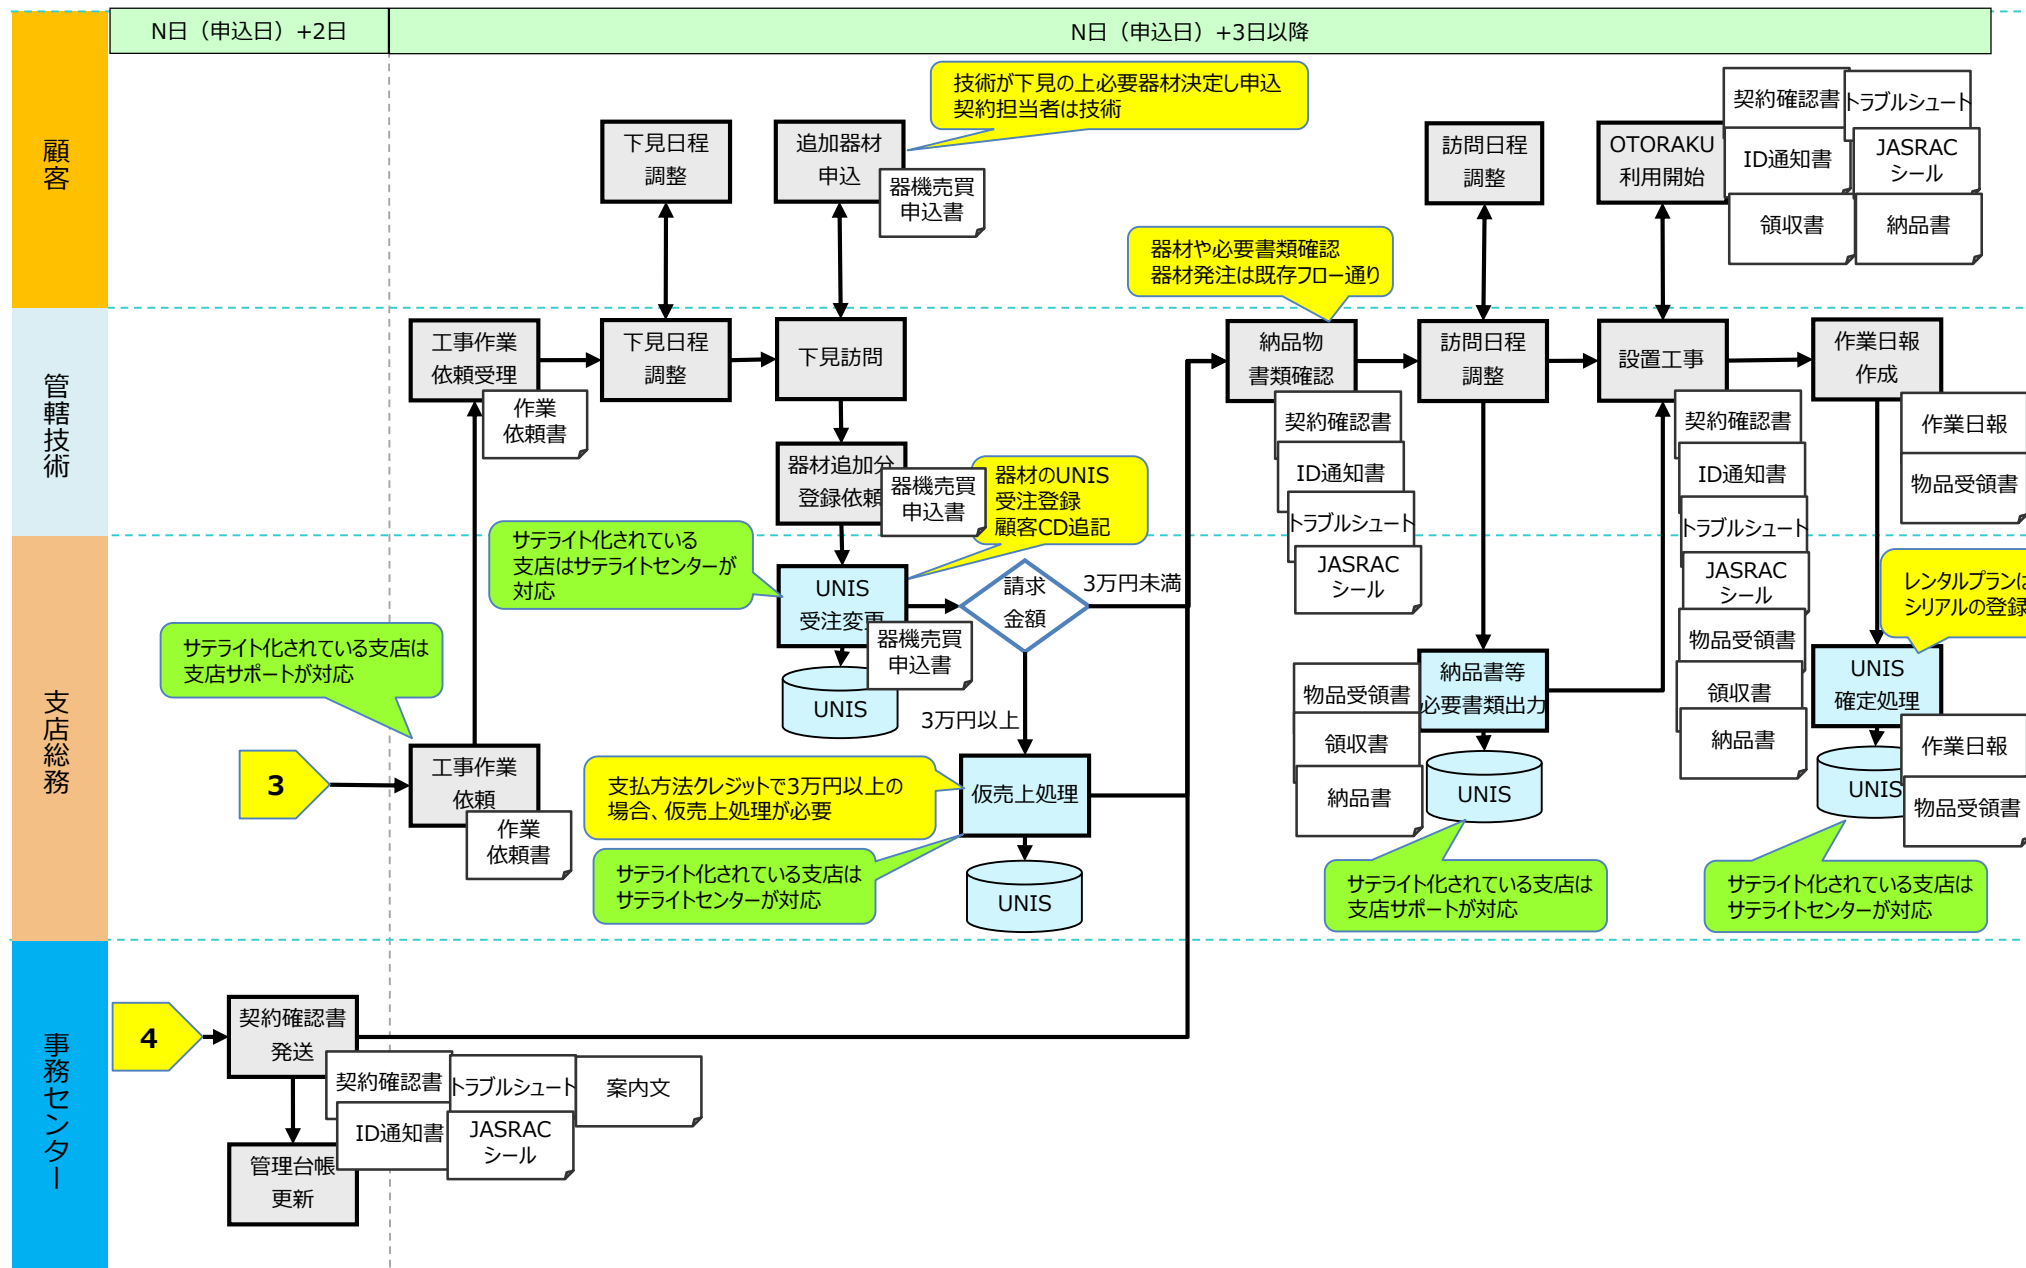 N日（申込日）+2日
N日（申込日）+3日以降
顧客
技術が下見の上必要器材決定し申込
契約担当者は技術
下見日程
調整
追加器材
申込
器機売買
申込書
訪問日程
調整
OTORAKU
利用開始
契約確認書
トラブルシュート
ID通知書
JASRAC
シール
領収書
納品書
器材や必要書類確認
器材発注は既存フロー通り
管轄技術
工事作業
依頼受理
作業
依頼書
下見日程
調整
下見訪問
納品物
書類確認
訪問日程
調整
設置工事
作業日報
作成
契約確認書
ID通知書
トラブルシュート
JASRAC
シール
契約確認書
ID通知書
トラブルシュート
JASRAC
シール
物品受領書
領収書
納品書
作業日報
物品受領書
器材追加分
登録依頼
器機売買
申込書
器材のUNIS
受注登録
顧客CD追記
支店総務
サテライト化されている
支店はサテライトセンターが
対応
UNIS
受注変更
器機売買
申込書
UNIS
請求
金額
3万円未満
3万円以上
サテライト化されている支店は
支店サポートが対応
3
工事作業
依頼
作業
依頼書
支払方法クレジットで3万円以上の
場合、仮売上処理が必要
仮売上処理
サテライト化されている支店は
サテライトセンターが対応
UNIS
物品受領書
領収書
納品書
納品書等
必要書類出力
UNIS
サテライト化されている支店は
支店サポートが対応
レンタルプランは
シリアルの登録
UNIS
確定処理
UNIS
作業日報
物品受領書
サテライト化されている支店は
サテライトセンターが対応
事務センター
4
契約確認書
発送
契約確認書
トラブルシュート
案内文
ID通知書
JASRAC
シール
管理台帳
更新